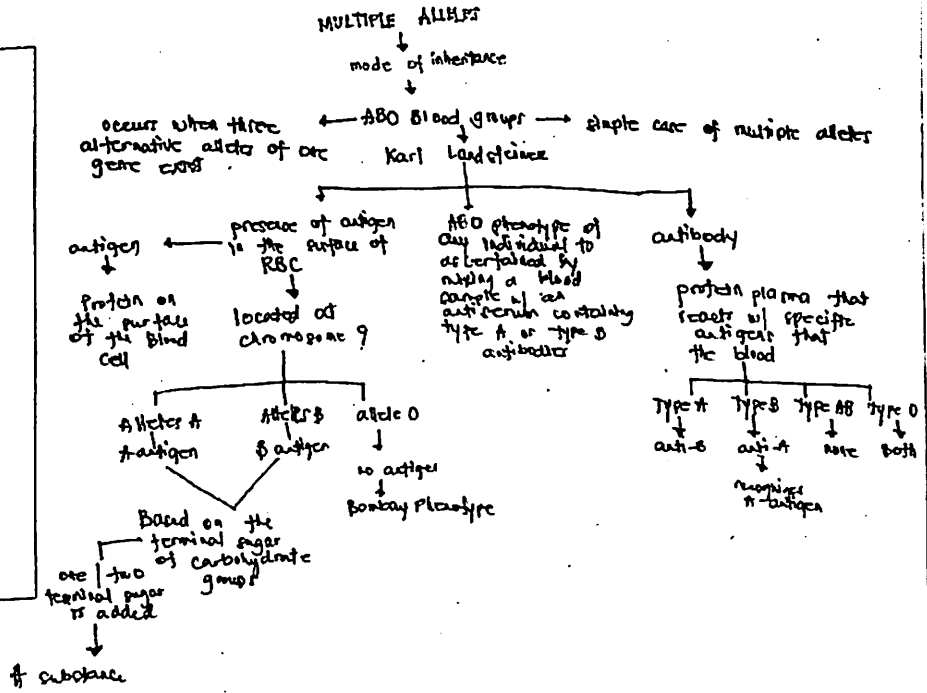 MULTIPLE ALLELES
mode of inheritance
ABO Blood groups
occurs when three
alternative alleles of one
gene exists
simple case of multiple alleles
Karl Landsteiner
presence of antigen
in the surface of
RBC
antigen
Protein on
the surface
of the Blood
Cell
located at
chromosome 9
Alleles A
A antigen
Alleles B
B antigen
allele O
no antigen
Bombay Phenotype
Based on the
terminal sugar
of carbohydrate
groups
one two
terminal sugar
is added
substance
ABO phenotype of
any individual to
ascertained by
mixing a blood
sample w/ an
antiserum containing
type A or type B
antibodies
antibody
protein plasma that
reacts w/ specific
antigens that
the blood
Type A
anti-B
Type B
anti-A
recognizes
A-antigen
Type AB
none
type O
Both